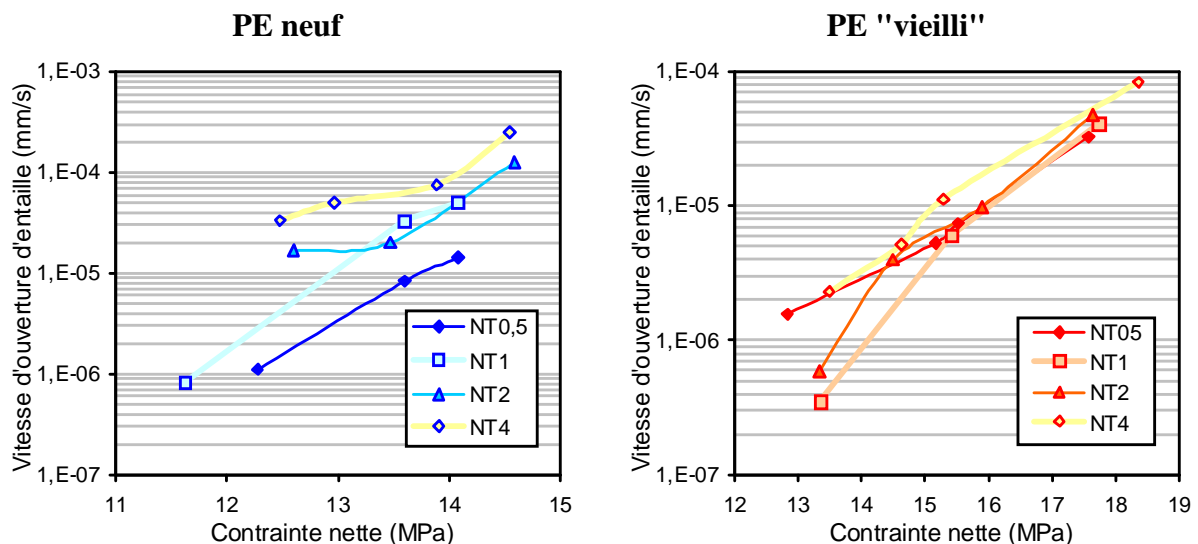 PE neuf
Vitesse d'ouverture d'entaille (mm/s)
1,E-03
1,E-04
1,E-05
1,E-06
1,E-07
11
12
13
14
15
Contrainte nette (MPa)
NT0,5
NT1
NT2
NT4
PE "vieilli"
Vitesse d'ouverture d'entaille (mm/s)
1,E-04
1,E-05
1,E-06
1,E-07
12
13
14
15
16
17
18
19
Contrainte nette (MPa)
NT05
NT1
NT2
NT4